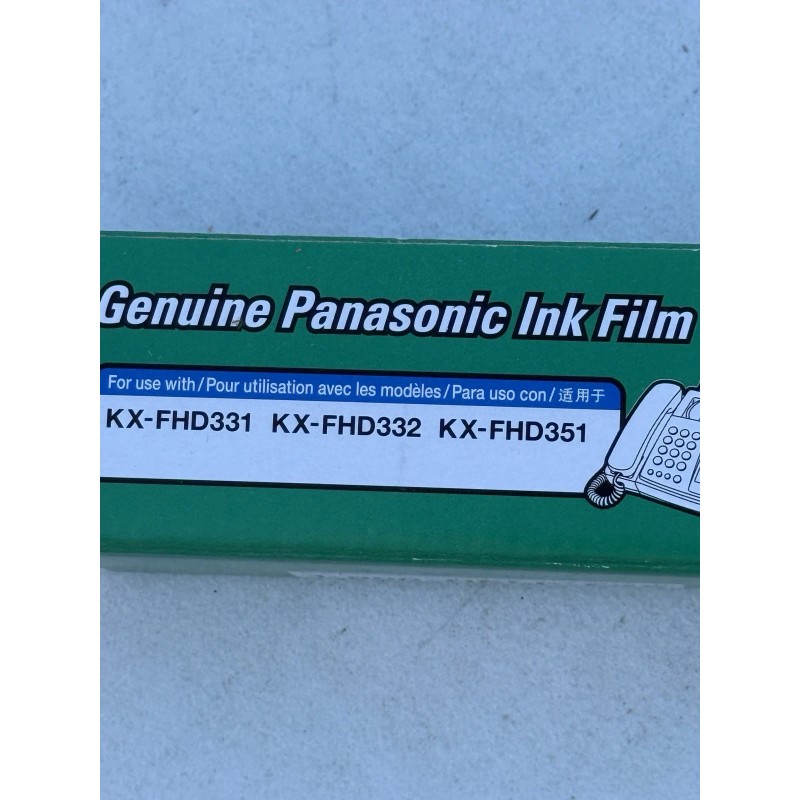 Genuine Panasonic Ink Film
For use with/Pour utilisation avec les modèles/Para uso con/适用于
KX-FHD331 KX-FHD332 KX-FHD351